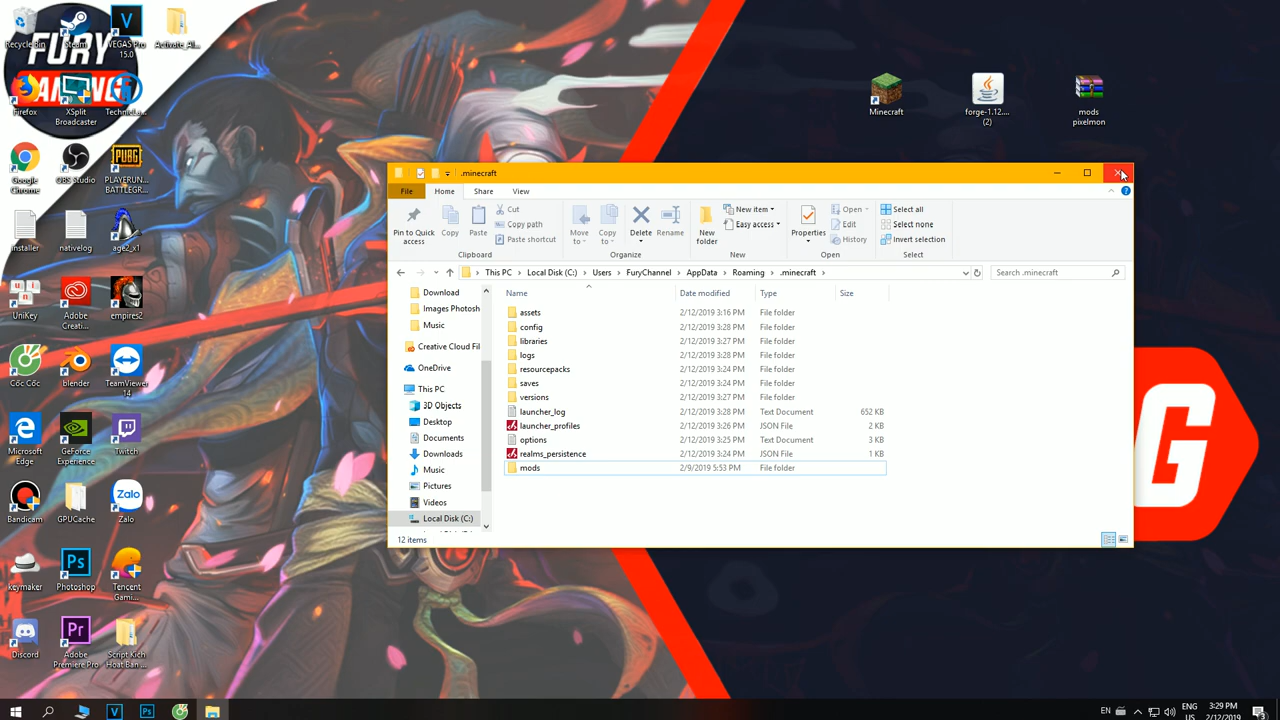 Recycle Bin
Steam
VEGAS Pro
15.0
Activate_Al...
FURY
GAMING
Firefox
XSplit
Broadcaster
Minecraft
forge-1.12....
(2)
mods
pixelmon
Google
Chrome
OBS Studio
PUBG
PLAYERUN...
BATTLEGR...
installer
nativelog
age2_x1
UniKey
Adobe
Creati...
empires2
Cốc Cốc
blender
TeamViewer
14
Microsoft
Edge
GeForce
Experience
Twitch
Bandicam
GPUCache
Zalo
Zalo
keymaker
Ps
Photoshop
Tencent
Gami...
Discord
Pr
Adobe
Premiere Pro
Script Kich
Hoat Ban ...
.minecraft
File
Home
Share
View
Pin to Quick
access
Copy
Paste
Cut
Copy path
Paste shortcut
Clipboard
Move
to
Copy
to
Delete
Rename
Organize
New
folder
New item
Easy access
New
Properties
Open
Edit
History
Open
Select all
Select none
Invert selection
Select
This PC > Local Disk (C:) > Users > FuryChannel > AppData > Roaming > .minecraft >
Search .minecraft
Download
Images Photosh
Music
Creative Cloud Fil
OneDrive
This PC
3D Objects
Desktop
Documents
Downloads
Music
Pictures
Videos
Local Disk (C:)
Name Date modified Type Size
assets 2/12/2019 3:16 PM File folder
config 2/12/2019 3:28 PM File folder
libraries 2/12/2019 3:27 PM File folder
logs 2/12/2019 3:28 PM File folder
resourcepacks 2/12/2019 3:24 PM File folder
saves 2/12/2019 3:24 PM File folder
versions 2/12/2019 3:27 PM File folder
launcher_log 2/12/2019 3:28 PM Text Document 652 KB
launcher_profiles 2/12/2019 3:26 PM JSON File 2 KB
options 2/12/2019 3:25 PM Text Document 3 KB
realms_persistence 2/12/2019 3:24 PM JSON File 1 KB
mods 2/9/2019 5:53 PM File folder
12 items
G
EN
ENG
US
3:29 PM
2/12/2019